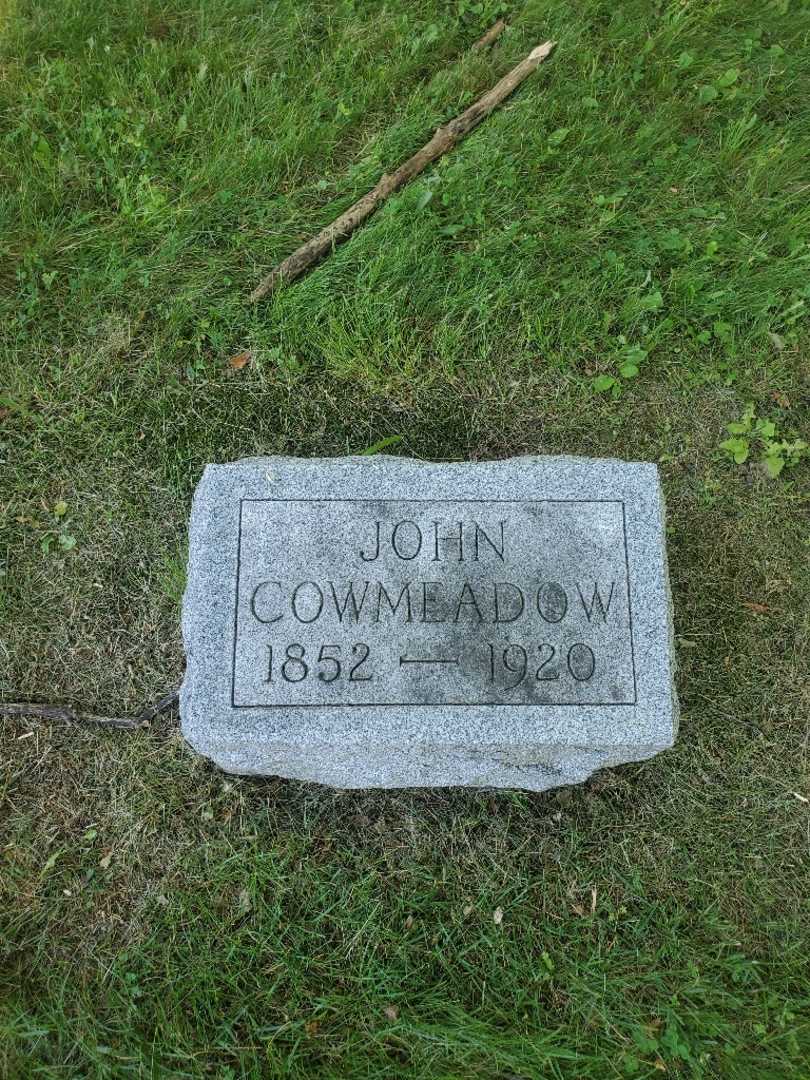 JOHN
COWMEADOW
1852 — 1920